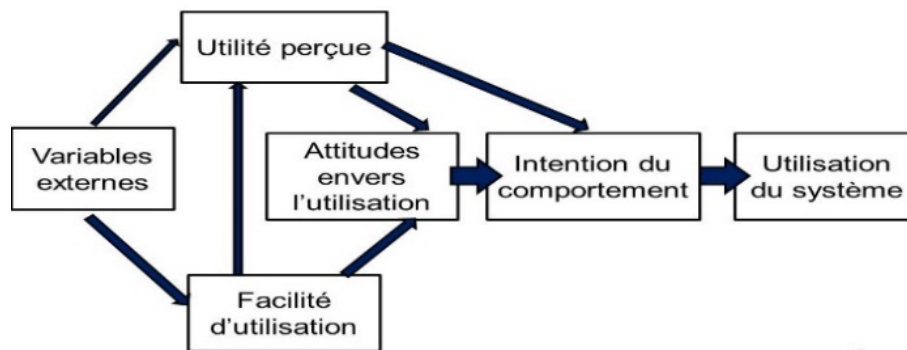 Utilité perçue
Variables
externes
Attitudes
envers
l'utilisation
Intention du
comportement
Utilisation
du système
Facilité
d'utilisation